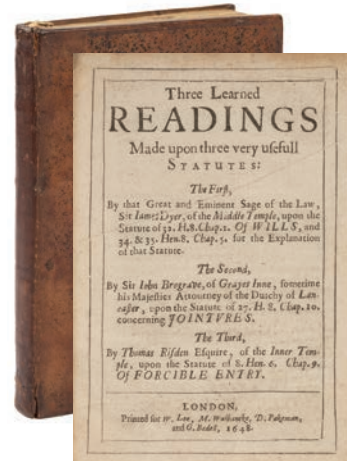 Three Learned
READINGS
Made upon three very usefull
STATUTES:
The First,
By that Great and Eminent Sage of the Law,
Sir Iames Dyer, of the Middle Temple, upon the
Statute of 32. H.8. Chap. 1. Of WILLS, and
34. & 35. Hen.8. Chap. 5. for the Explanation
of that Statute.
The Second,
By Sir Iohn Brograve, of Grayes Inne, sometime
his Majesties Attourney of the Dutchy of Lan-
caster, upon the Statute of 27. H. 8. Chap. 10.
concerning JOINTVRES.
The Third,
By Thomas Risden Esquire, of the Inner Tem-
ple, upon the Statute of 8. Hen. 6. Chap. 9.
Of FORCIBLE ENTRY.
LONDON,
Printed for W. Lee, M. Walbancke, D. Pakeman,
and G. Bedel, 1648.